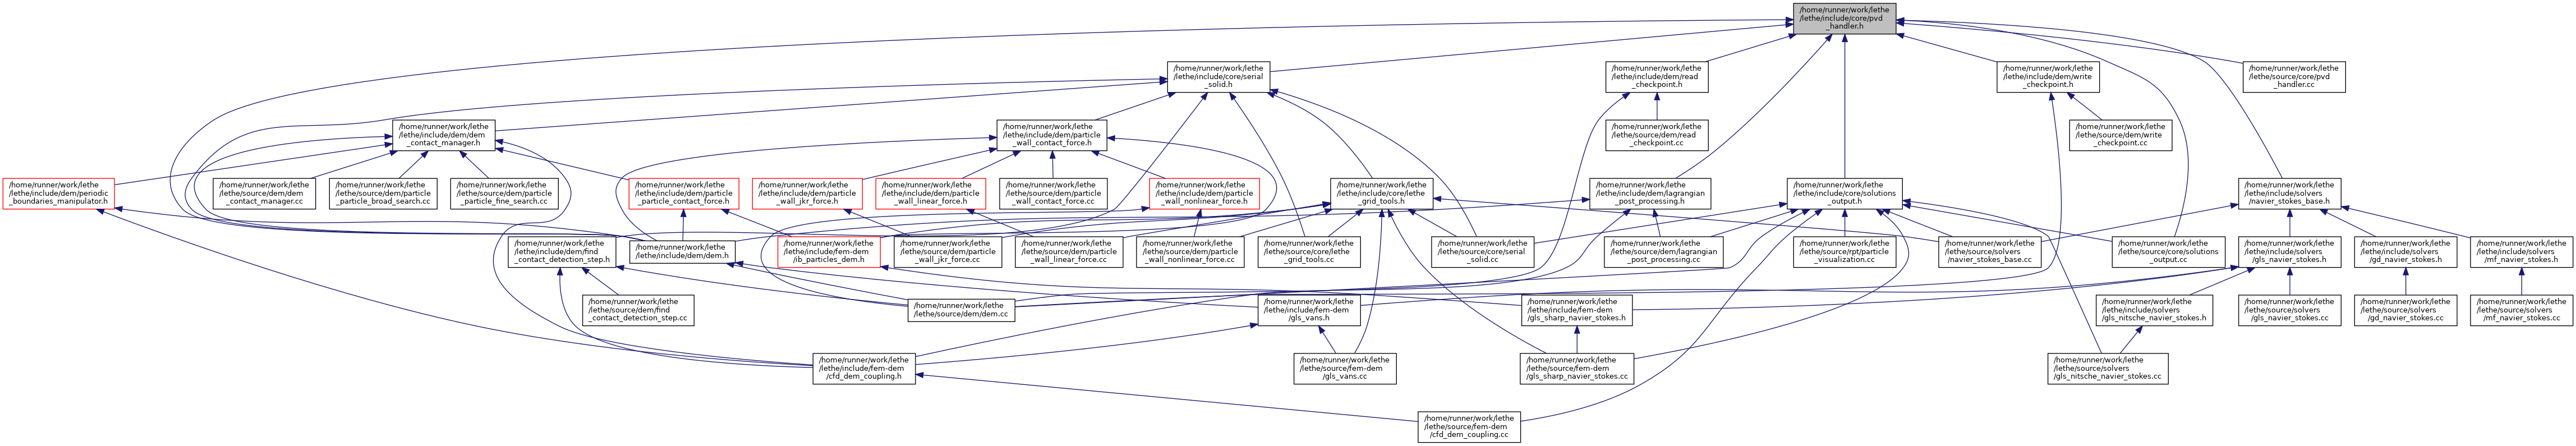 /home/runner/work/lethe
/lethe/include/core/pvd
_handler.h
/home/runner/work/lethe
/lethe/include/core/serial
_solid.h
/home/runner/work/lethe
/lethe/include/dem/read
_checkpoint.h
/home/runner/work/lethe
/lethe/include/dem/write
_checkpoint.h
/home/runner/work/lethe
/lethe/source/core/pvd
_handler.cc
/home/runner/work/lethe
/lethe/include/dem/dem
_contact_manager.h
/home/runner/work/lethe
/lethe/include/dem/particle
_wall_contact_force.h
/home/runner/work/lethe
/lethe/source/dem/read
_checkpoint.cc
/home/runner/work/lethe
/lethe/source/dem/write
_checkpoint.cc
/home/runner/work/lethe
/lethe/include/dem/periodic
_boundaries_manipulator.h
/home/runner/work/lethe
/lethe/source/dem/dem
_contact_manager.cc
/home/runner/work/lethe
/lethe/source/dem/particle
_particle_broad_search.cc
/home/runner/work/lethe
/lethe/source/dem/particle
_particle_fine_search.cc
/home/runner/work/lethe
/lethe/include/dem/particle
_particle_contact_force.h
/home/runner/work/lethe
/lethe/include/dem/particle
_wall_jkr_force.h
/home/runner/work/lethe
/lethe/include/dem/particle
_wall_linear_force.h
/home/runner/work/lethe
/lethe/source/dem/particle
_wall_contact_force.cc
/home/runner/work/lethe
/lethe/include/dem/particle
_wall_nonlinear_force.h
/home/runner/work/lethe
/lethe/include/core/lethe
_grid_tools.h
/home/runner/work/lethe
/lethe/include/dem/lagrangian
_post_processing.h
/home/runner/work/lethe
/lethe/include/core/solutions
_output.h
/home/runner/work/lethe
/lethe/include/solvers
/navier_stokes_base.h
/home/runner/work/lethe
/lethe/include/dem/find
_contact_detection_step.h
/home/runner/work/lethe
/lethe/include/dem/dem.h
/home/runner/work/lethe
/lethe/include/fem-dem
/ib_particles_dem.h
/home/runner/work/lethe
/lethe/source/dem/particle
_wall_jkr_force.cc
/home/runner/work/lethe
/lethe/source/dem/particle
_wall_linear_force.cc
/home/runner/work/lethe
/lethe/source/dem/particle
_wall_nonlinear_force.cc
/home/runner/work/lethe
/lethe/source/core/lethe
_grid_tools.cc
/home/runner/work/lethe
/lethe/source/core/serial
_solid.cc
/home/runner/work/lethe
/lethe/source/dem/lagrangian
_post_processing.cc
/home/runner/work/lethe
/lethe/source/rpt/particle
_visualization.cc
/home/runner/work/lethe
/lethe/source/solvers
/navier_stokes_base.cc
/home/runner/work/lethe
/lethe/source/core/solutions
_output.cc
/home/runner/work/lethe
/lethe/include/solvers
/gls_navier_stokes.h
/home/runner/work/lethe
/lethe/include/solvers
/gd_navier_stokes.h
/home/runner/work/lethe
/lethe/include/solvers
/mf_navier_stokes.h
/home/runner/work/lethe
/lethe/source/dem/find
_contact_detection_step.cc
/home/runner/work/lethe
/lethe/source/dem/dem.cc
/home/runner/work/lethe
/lethe/include/fem-dem
/gls_vans.h
/home/runner/work/lethe
/lethe/include/fem-dem
/gls_sharp_navier_stokes.h
/home/runner/work/lethe
/lethe/include/solvers
/gls_nitsche_navier_stokes.h
/home/runner/work/lethe
/lethe/source/solvers
/gls_navier_stokes.cc
/home/runner/work/lethe
/lethe/source/solvers
/gd_navier_stokes.cc
/home/runner/work/lethe
/lethe/source/solvers
/mf_navier_stokes.cc
/home/runner/work/lethe
/lethe/include/fem-dem
/cfd_dem_coupling.h
/home/runner/work/lethe
/lethe/source/fem-dem
/gls_vans.cc
/home/runner/work/lethe
/lethe/source/fem-dem
/gls_sharp_navier_stokes.cc
/home/runner/work/lethe
/lethe/source/solvers
/gls_nitsche_navier_stokes.cc
/home/runner/work/lethe
/lethe/source/fem-dem
/cfd_dem_coupling.cc